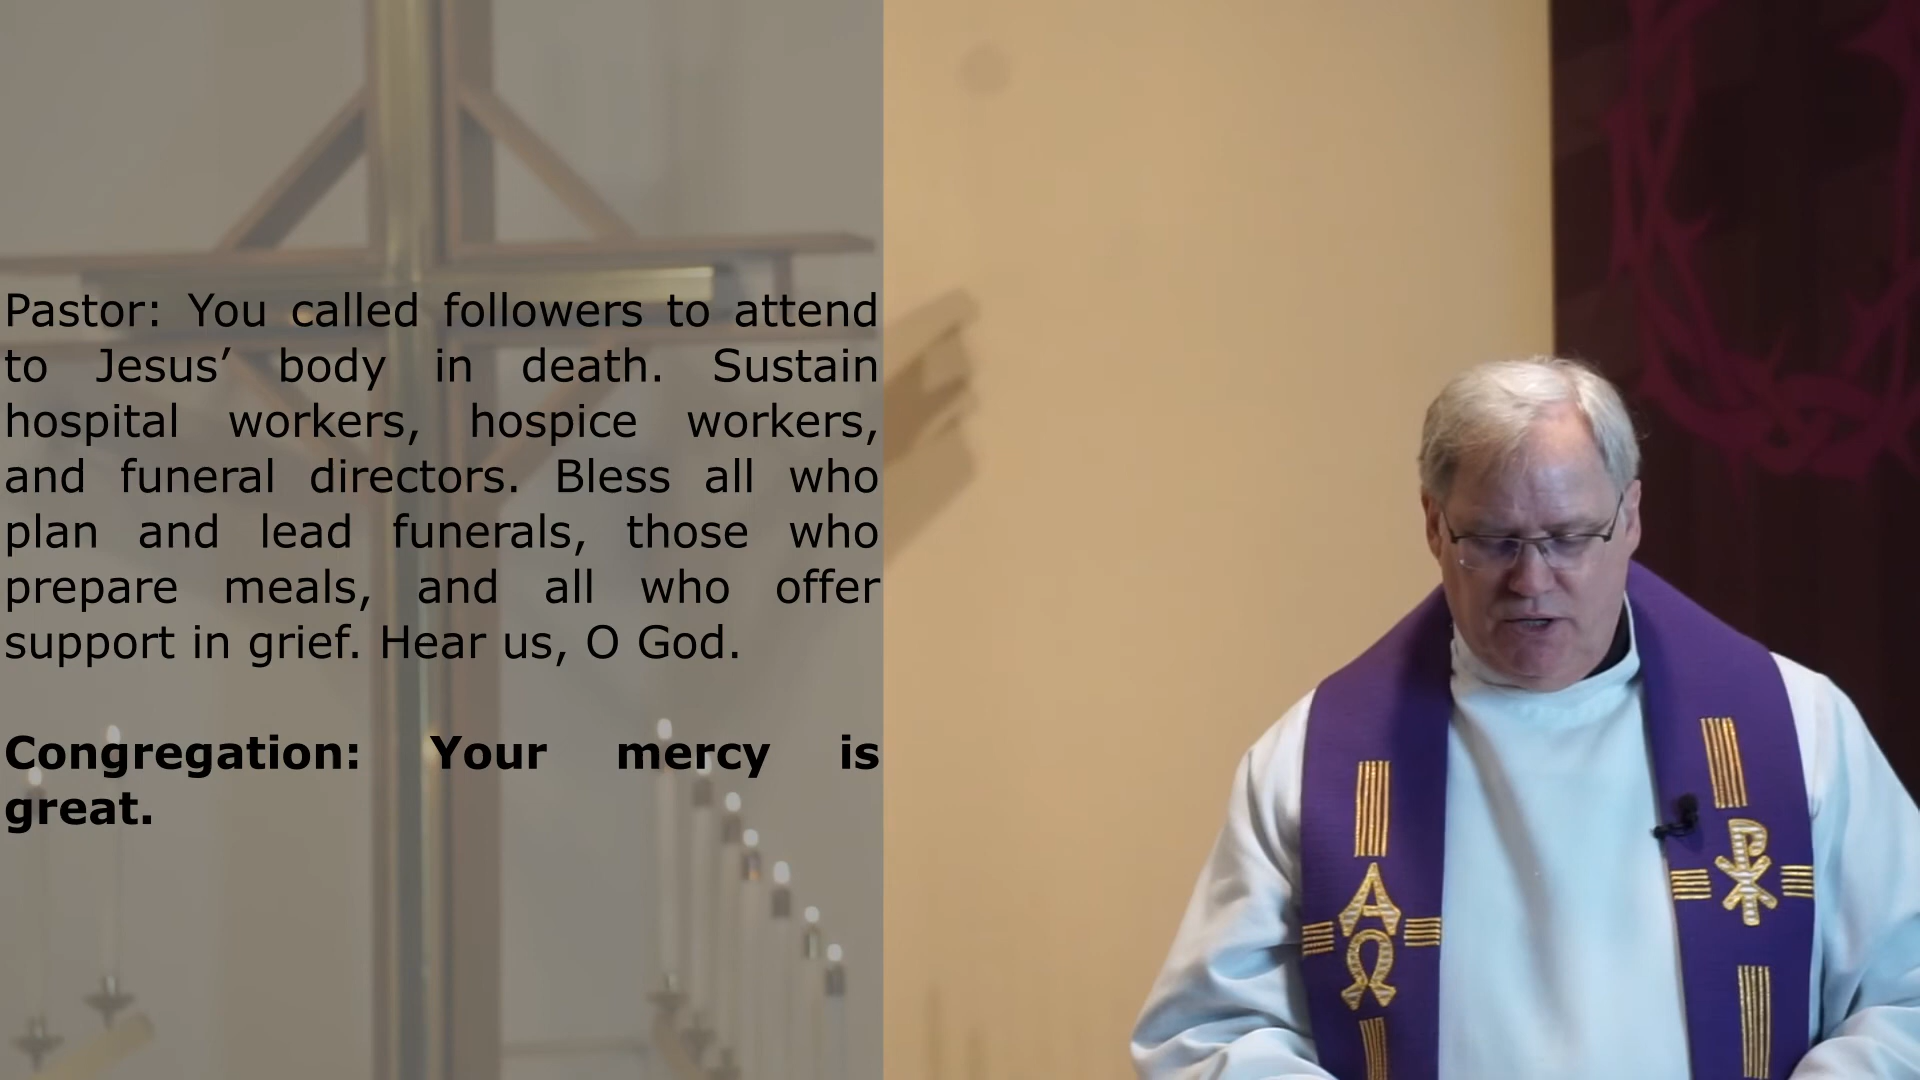 Pastor: You called followers to attend
to Jesus’ body in death. Sustain
hospital workers, hospice workers,
and funeral directors. Bless all who
plan and lead funerals, those who
prepare meals, and all who offer
support in grief. Hear us, O God.
Congregation: Your mercy is
great.
ΑΩ